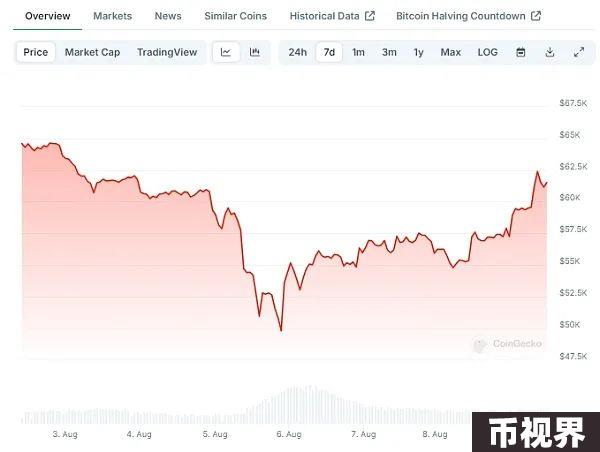 Overview Markets News Similar Coins Historical Data Bitcoin Halving Countdown
Price Market Cap TradingView 24h 7d 1m 3m 1y Max LOG
$67.5K
$65K
$62.5K
$60K
$57.5K
$55K
$52.5K
$50K
CoinGecko
$47.5K
3. Aug 4. Aug 5. Aug 6. Aug 7. Aug 8. Aug
币视界